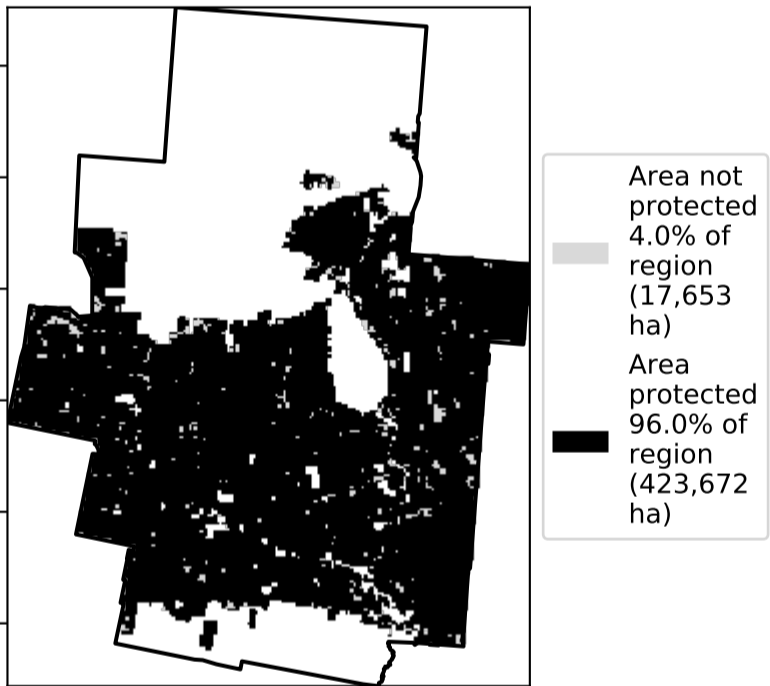 Area not
protected
4.0% of
region
(17,653
ha)
Area
protected
96.0% of
region
(423,672
ha)